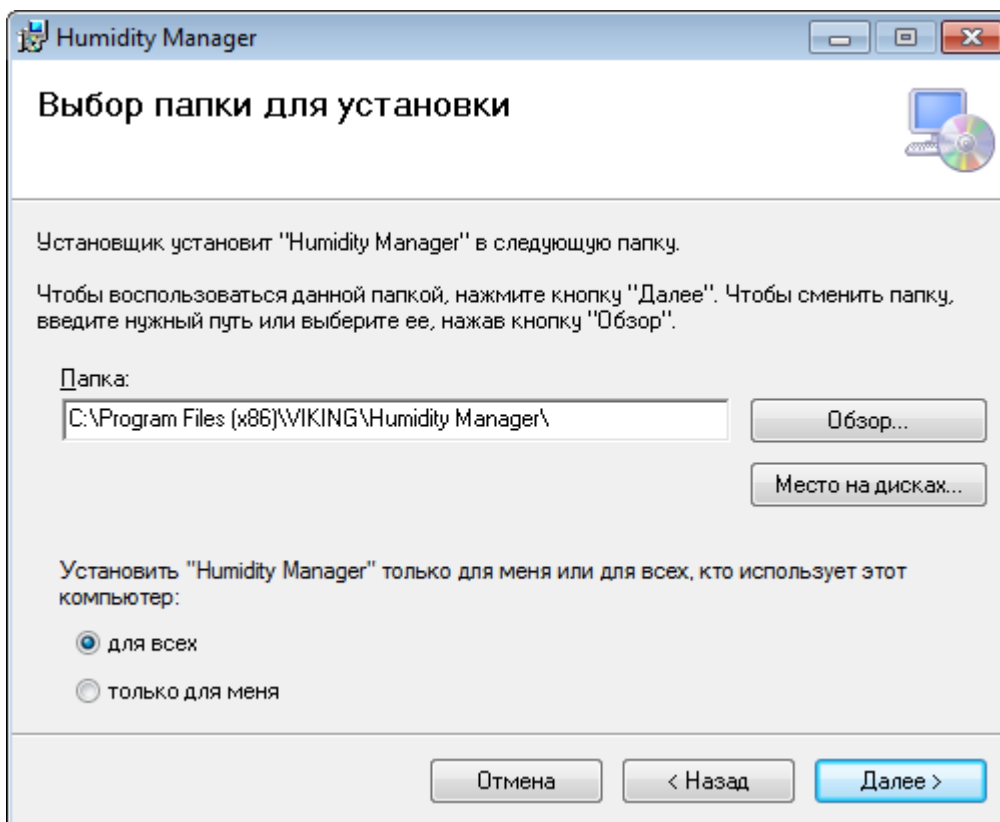 Humidity Manager
Выбор папки для установки
Установщик установит "Humidity Manager" в следующую папку.
Чтобы воспользоваться данной папкой, нажмите кнопку "Далее". Чтобы сменить папку,
введите нужный путь или выберите ее, нажав кнопку "Обзор".
Папка:
C:\Program Files (x86)\VIKING\Humidity Manager\
Обзор...
Место на дисках...
Установить "Humidity Manager" только для меня или для всех, кто использует этот
компьютер:
для всех
только для меня
Отмена
< Назад
Далее >